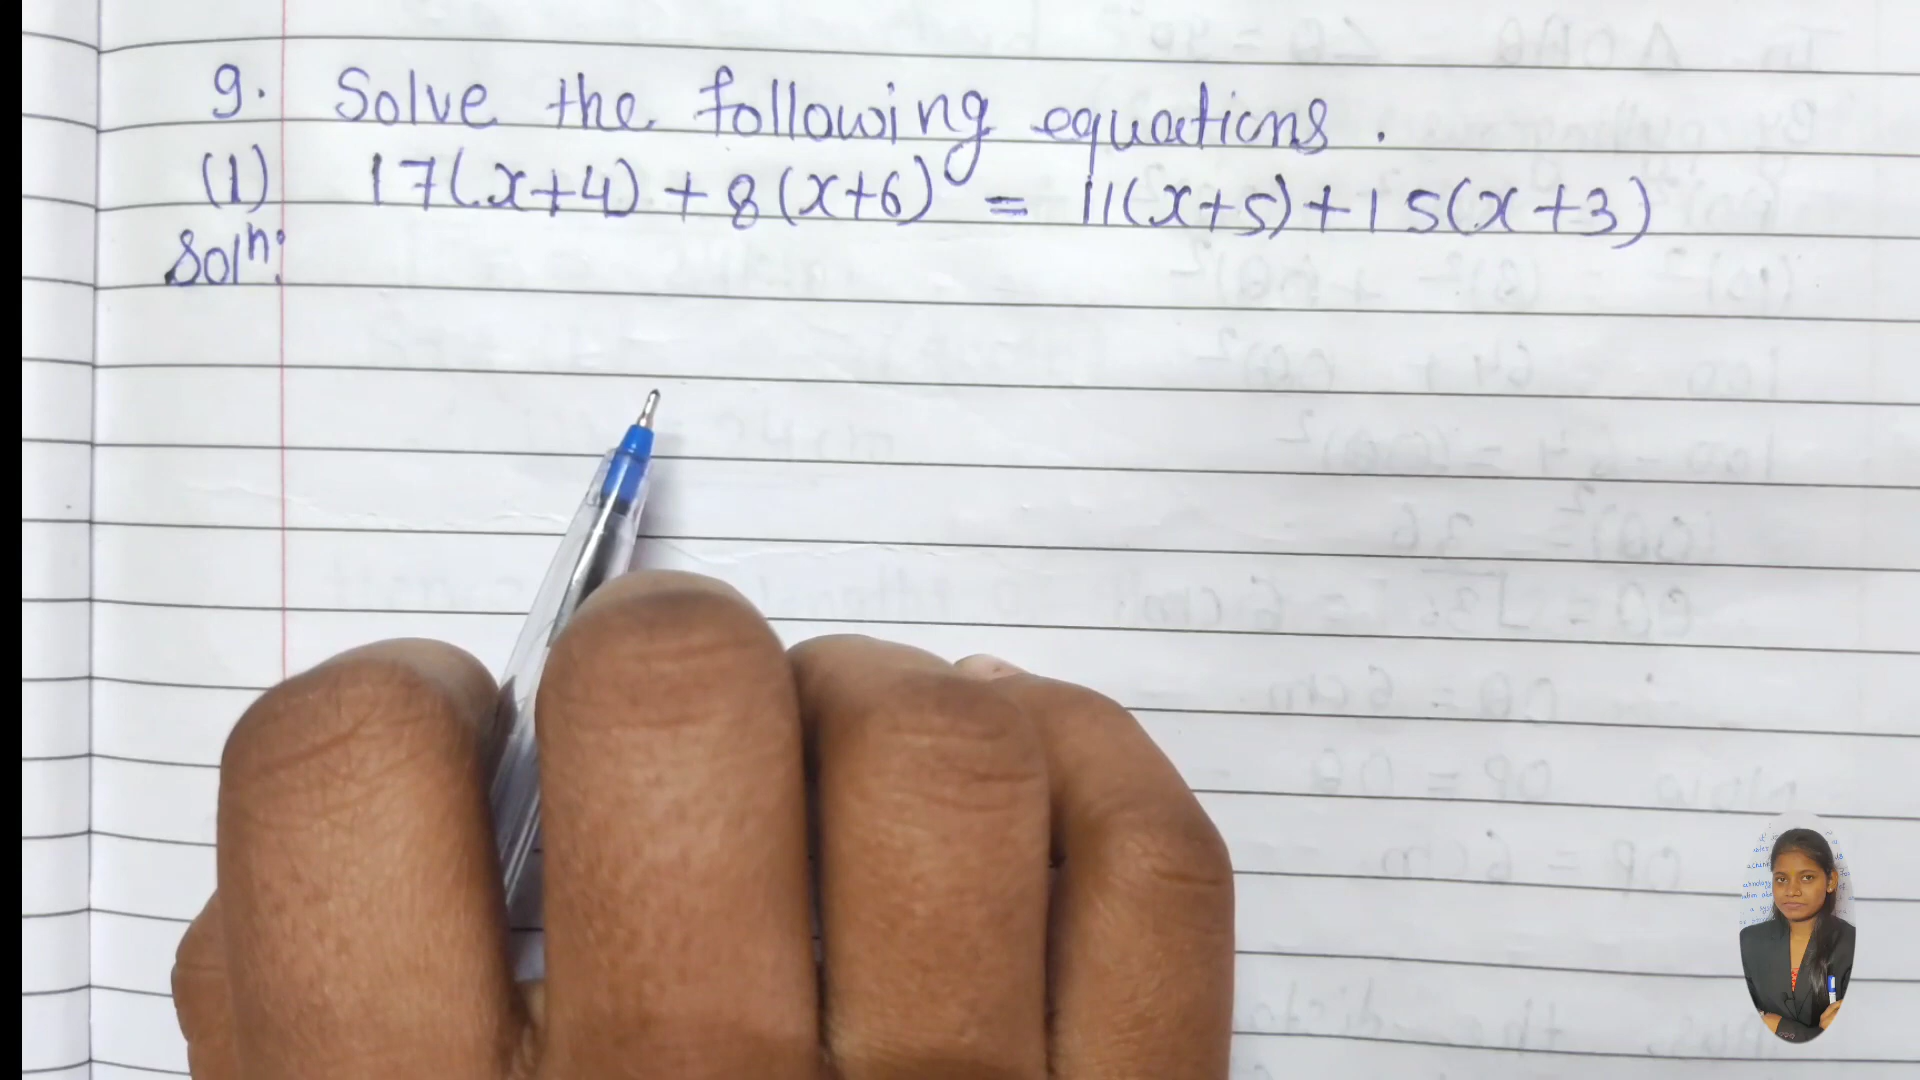 9. Solve the following equations.
(1) 17(x+4)+8(x+6) = 11(x+5)+15(x+3)
Solⁿ: